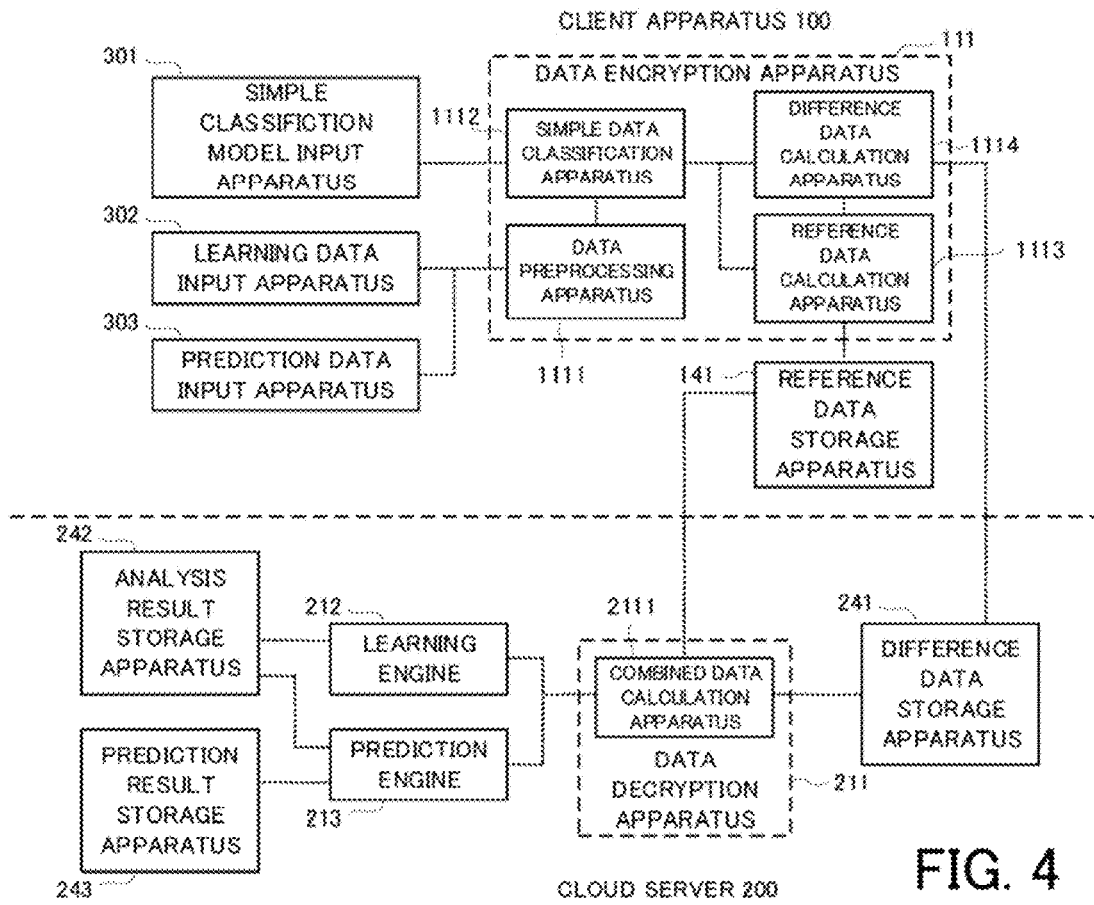 CLIENT APPARATUS 100
301
SIMPLE
CLASSIFICTION
MODEL INPUT
APPARATUS
302
LEARNING DATA
INPUT APPARATUS
303
PREDICTION DATA
INPUT APPARATUS
111
DATA ENCRYPTION APPARATUS
1112
SIMPLE DATA
CLASSIFICATION
APPARATUS
DATA
PREPROCESSING
APPARATUS
1111
DIFFERENCE
DATA
CALCULATION
APPARATUS
1114
REFERENCE
DATA
CALCULATION
APPARATUS
1113
141
REFERENCE
DATA
STORAGE
APPARATUS
242
ANALYSIS
RESULT
STORAGE
APPARATUS
PREDICTION
RESULT
STORAGE
APPARATUS
243
212
LEARNING
ENGINE
PREDICTION
ENGINE
213
2111
COMBINED DATA
CALCULATION
APPARATUS
DATA
DECRYPTION
APPARATUS
211
241
DIFFERENCE
DATA
STORAGE
APPARATUS
CLOUD SERVER 200
FIG. 4